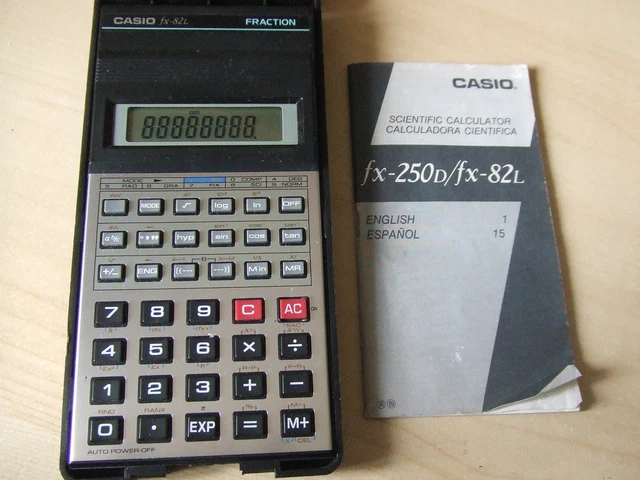 CASIO fx-82L FRACTION
88888888.
MODE 0 COMP 4 DEG
5 RAD 6 GRA 7 FIX 8 SCI 9 NORM
MODE √ log ln OFF
a b/c °'" hyp sin cos tan
+/− ENG [(--- ---)] Min MR
7 8 9 C AC ON
4 5 6 × ÷
1 2 3 + −
RND RAN# π
0 · EXP = M+
AUTO POWER-OFF
CASIO®
SCIENTIFIC CALCULATOR
CALCULADORA CIENTIFICA
fx-250D/fx-82L
ENGLISH 1
ESPAÑOL 15